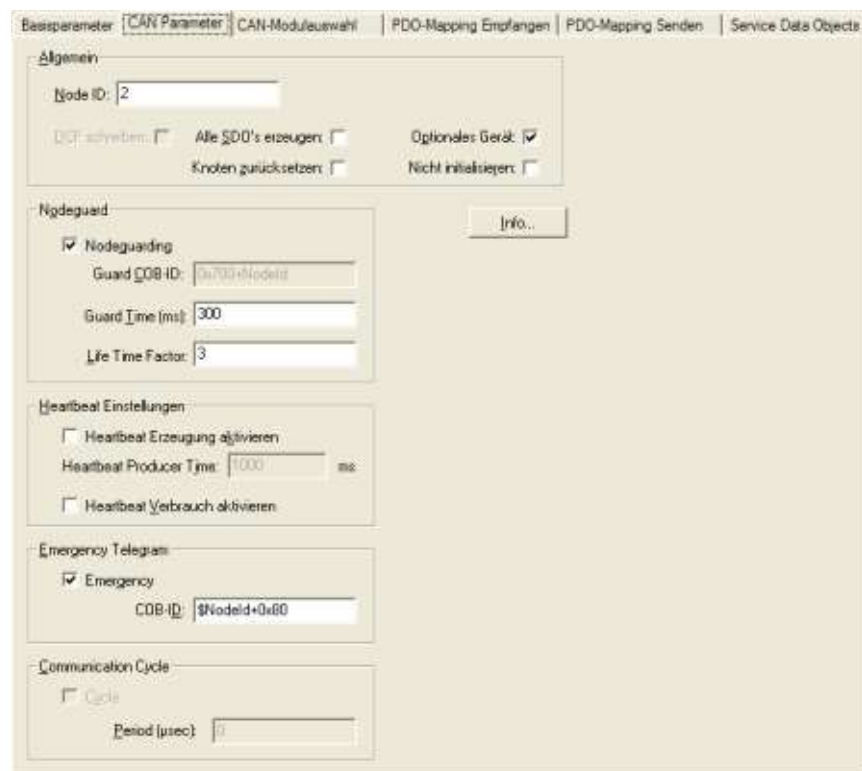 Basisparameter CAN Parameter CAN-Modulauswahl PDO-Mapping Empfangen PDO-Mapping Senden Service Data Objects
Allgemein
Node ID: 2
DCF schreiben: Alle SDO's erzeugen: Optionales Gerät:
Knoten zurücksetzen: Nicht initialisieren:
Nodeguard
Info...
Nodeguarding
Guard COB-ID: 0x700+NodeId
Guard Time (ms): 300
Life Time Factor: 3
Heartbeat Einstellungen
Heartbeat Erzeugung aktivieren
Heartbeat Producer Time: 1000 ms
Heartbeat Verbrauch aktivieren
Emergency Telegram
Emergency
COB-ID: $NodeId+0x80
Communication Cycle
Cycle
Period (µsec): 0